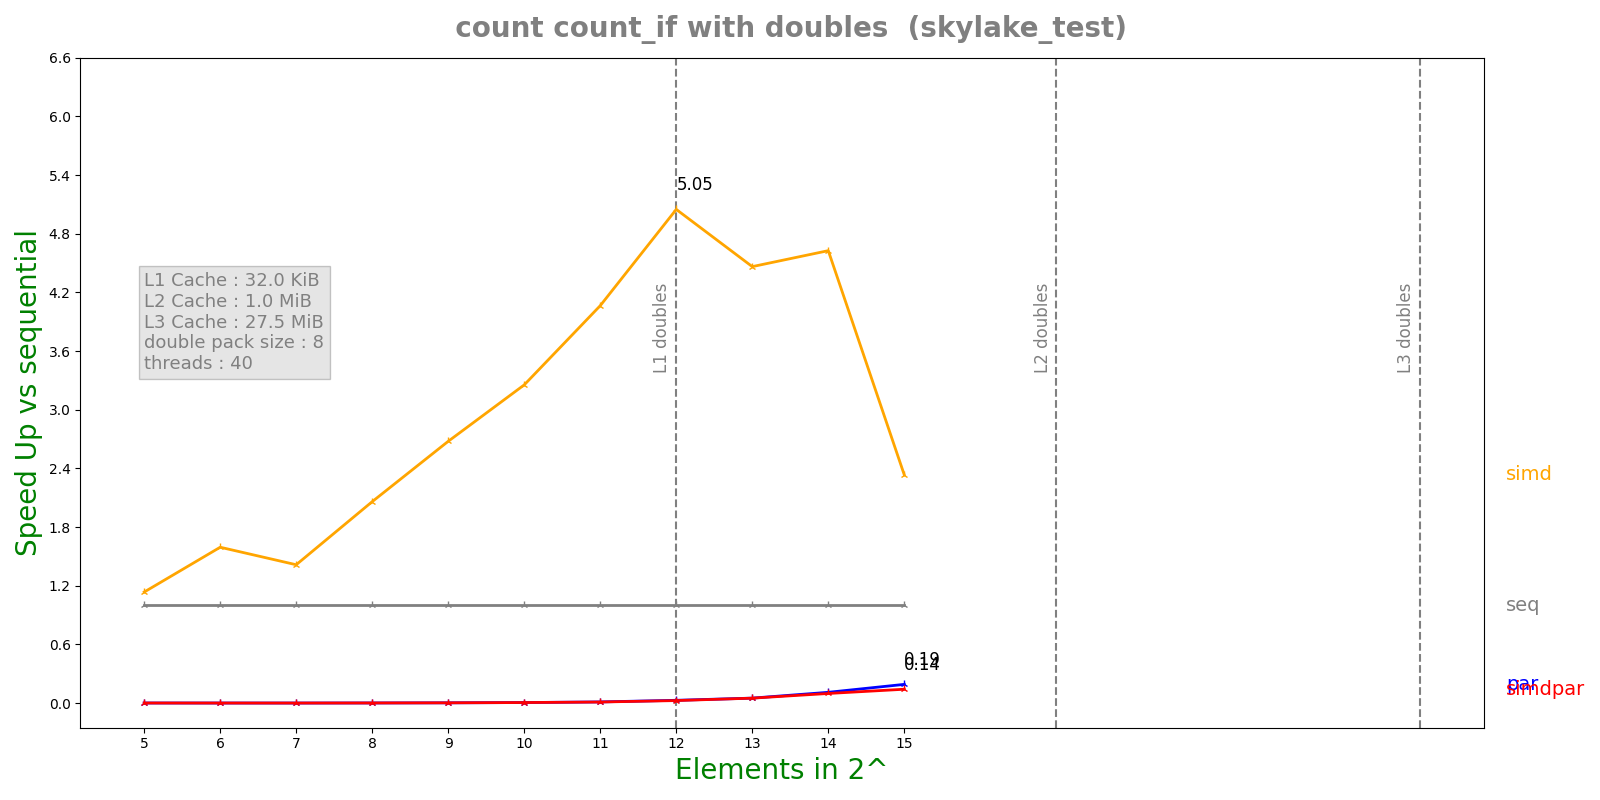 count count_if with doubles (skylake_test)
Speed Up vs sequential
6.6
6.0
5.4
4.8
4.2
3.6
3.0
2.4
1.8
1.2
0.6
0.0
L1 Cache : 32.0 KiB
L2 Cache : 1.0 MiB
L3 Cache : 27.5 MiB
double pack size : 8
threads : 40
5.05
L1 doubles
L2 doubles
L3 doubles
0.19
0.14
simd
seq
par
simdpar
5 6 7 8 9 10 11 12 13 14 15
Elements in 2^